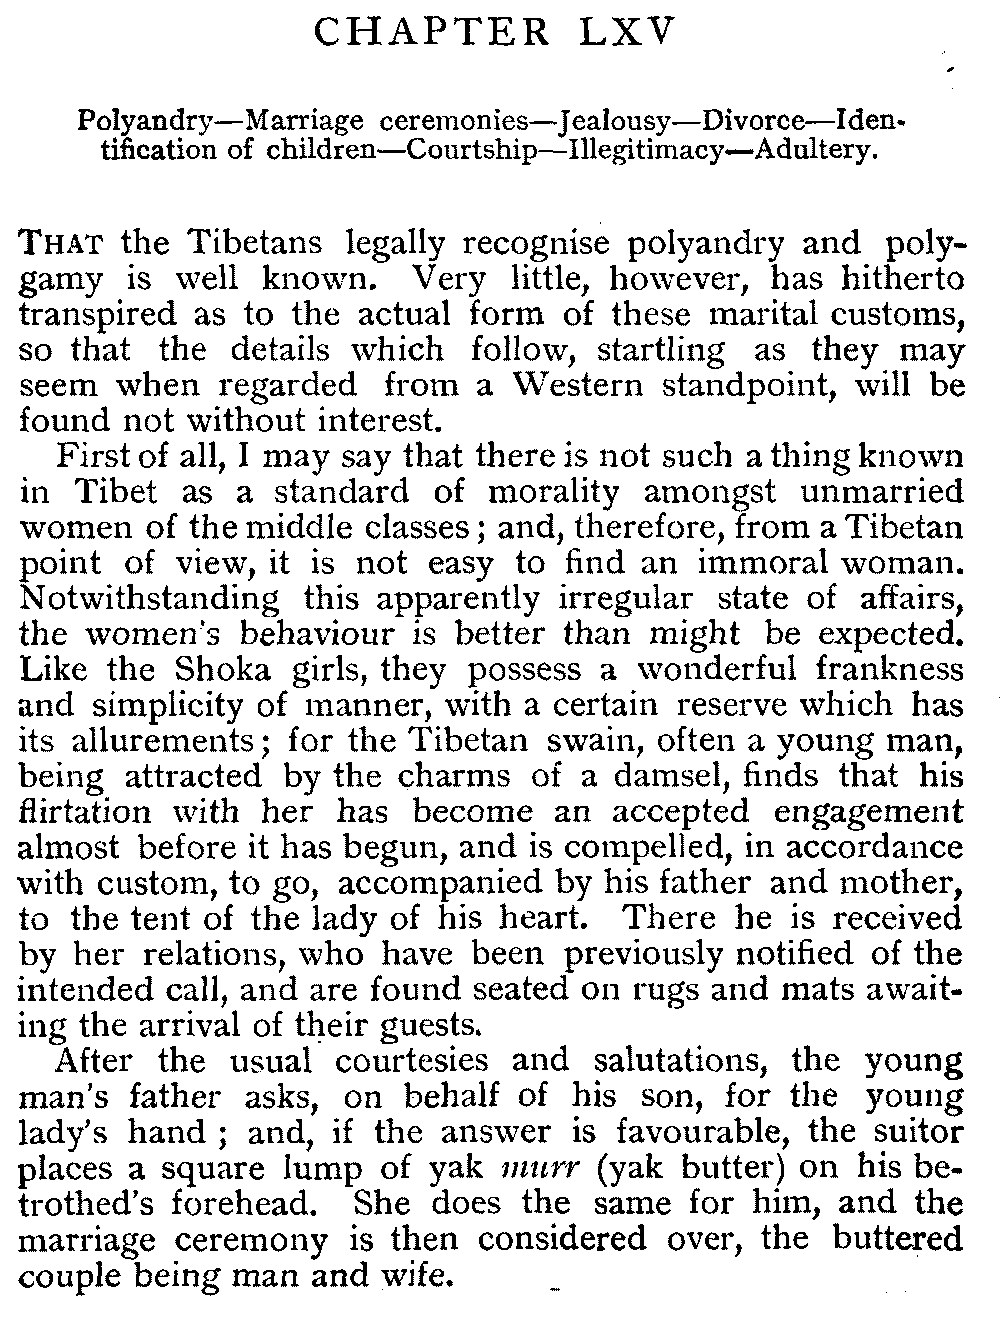 CHAPTER LXV
Polyandry—Marriage ceremonies—Jealousy—Divorce—Iden-
tification of children—Courtship—Illegitimacy—Adultery.
THAT the Tibetans legally recognise polyandry and poly-
gamy is well known. Very little, however, has hitherto
transpired as to the actual form of these marital customs,
so that the details which follow, startling as they may
seem when regarded from a Western standpoint, will be
found not without interest.
First of all, I may say that there is not such a thing known
in Tibet as a standard of morality amongst unmarried
women of the middle classes; and, therefore, from a Tibetan
point of view, it is not easy to find an immoral woman.
Notwithstanding this apparently irregular state of affairs,
the women's behaviour is better than might be expected.
Like the Shoka girls, they possess a wonderful frankness
and simplicity of manner, with a certain reserve which has
its allurements; for the Tibetan swain, often a young man,
being attracted by the charms of a damsel, finds that his
flirtation with her has become an accepted engagement
almost before it has begun, and is compelled, in accordance
with custom, to go, accompanied by his father and mother,
to the tent of the lady of his heart. There he is received
by her relations, who have been previously notified of the
intended call, and are found seated on rugs and mats await-
ing the arrival of their guests.
After the usual courtesies and salutations, the young
man's father asks, on behalf of his son, for the young
lady's hand; and, if the answer is favourable, the suitor
places a square lump of yak murr (yak butter) on his be-
trothed's forehead. She does the same for him, and the
marriage ceremony is then considered over, the buttered
couple being man and wife.